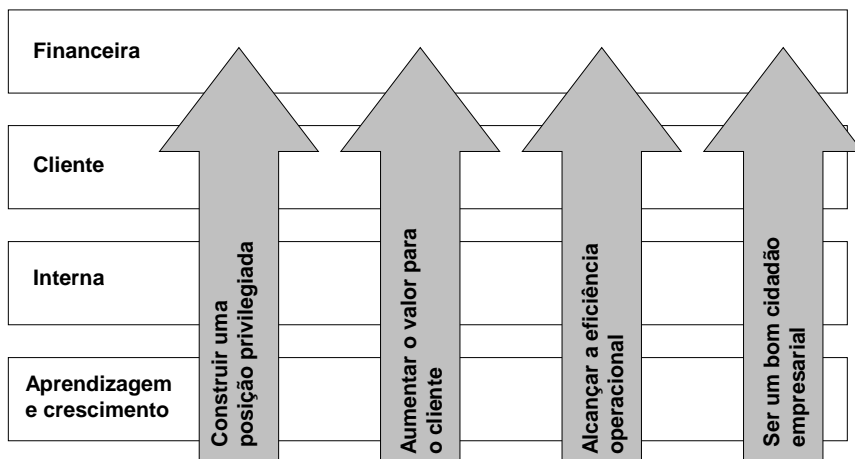 Financeira
Cliente
Interna
Aprendizagem
e crescimento
Construir uma
posição privilegiada
Aumentar o valor para
o cliente
Alcançar a eficiência
operacional
Ser um bom cidadão
empresarial